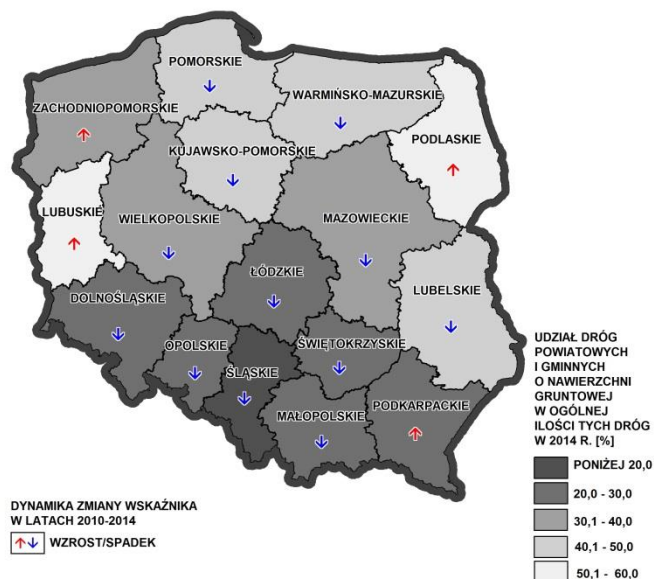 POMORSKIE
WARMIŃSKO-MAZURSKIE
ZACHODNIOPOMORSKIE
PODLASKIE
KUJAWSKO-POMORSKIE
LUBUSKIE
WIELKOPOLSKIE
MAZOWIECKIE
ŁÓDZKIE
LUBELSKIE
DOLNOŚLĄSKIE
OPOLSKIE
ŚWIĘTOKRZYSKIE
ŚLĄSKIE
MAŁOPOLSKIE
PODKARPACKIE
UDZIAŁ DRÓG
POWIATOWYCH
I GMINNYCH
O NAWIERZCHNI
GRUNTOWEJ
W OGÓLNEJ
ILOŚCI TYCH DRÓG
W 2014 R. [%]
PONIŻEJ 20,0
20,0 - 30,0
30,1 - 40,0
40,1 - 50,0
50,1 - 60,0
DYNAMIKA ZMIANY WSKAŹNIKA
W LATACH 2010-2014
WZROST/SPADEK